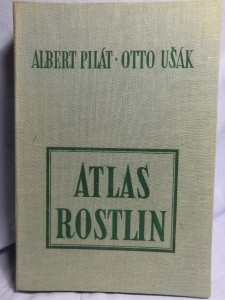 ALBERT PILÁT · OTTO UŠÁK
ATLAS
ROSTLIN